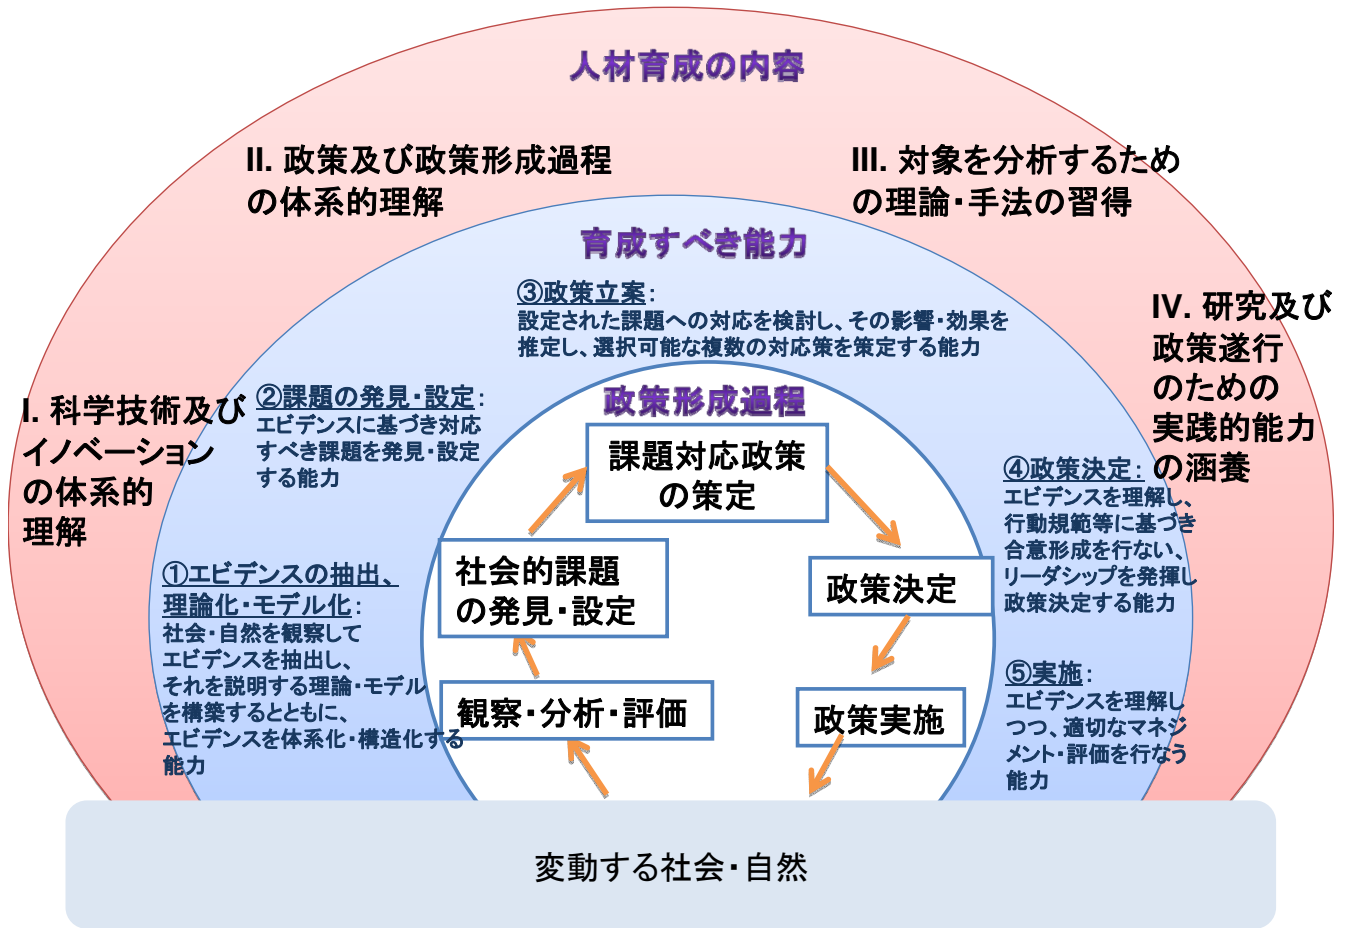 人材育成の内容
II. 政策及び政策形成過程
の体系的理解
III. 対象を分析するため
の理論・手法の習得
育成すべき能力
③政策立案：
設定された課題への対応を検討し、その影響・効果を
推定し、選択可能な複数の対応策を策定する能力
IV. 研究及び
政策遂行
のための
実践的能力
の涵養
I. 科学技術及び
イノベーション
の体系的
理解
②課題の発見・設定：
エビデンスに基づき対応
すべき課題を発見・設定
する能力
政策形成過程
課題対応政策
の策定
④政策決定：
エビデンスを理解し、
行動規範等に基づき
合意形成を行ない、
リーダシップを発揮し
政策決定する能力
①エビデンスの抽出、
理論化・モデル化：
社会・自然を観察して
エビデンスを抽出し、
それを説明する理論・モデル
を構築するとともに、
エビデンスを体系化・構造化する
能力
社会的課題
の発見・設定
政策決定
観察・分析・評価
政策実施
⑤実施：
エビデンスを理解し
つつ、適切なマネジ
メント・評価を行なう
能力
変動する社会・自然